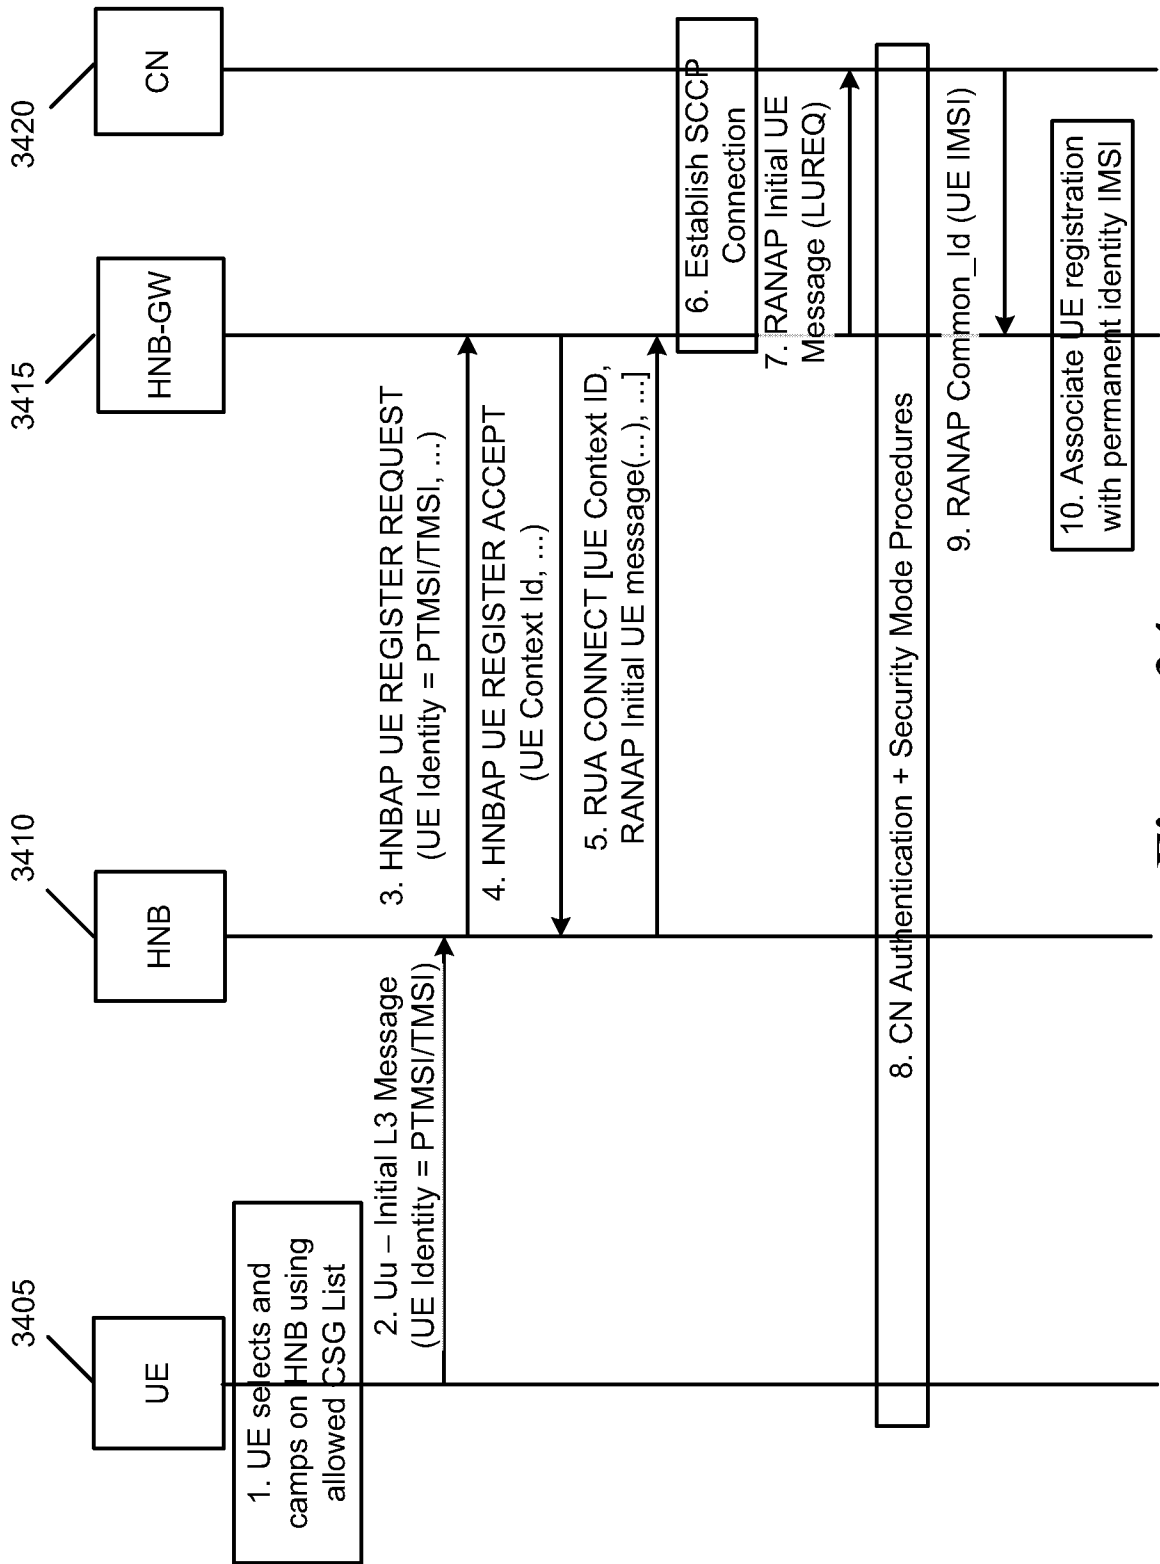 3405
3410
3415
3420
UE
HNB
HNB-GW
CN
1. UE selects and
camps on HNB using
allowed CSG List
2. Uu – Initial L3 Message
(UE Identity = PTMSI/TMSI)
3. HNBAP UE REGISTER REQUEST
(UE Identity = PTMSI/TMSI, ...)
4. HNBAP UE REGISTER ACCEPT
(UE Context Id, ...)
5. RUA CONNECT [UE Context ID,
RANAP Initial UE message(...), ...]
6. Establish SCCP
Connection
7. RANAP Initial UE
Message (LUREQ)
8. CN Authentication + Security Mode Procedures
9. RANAP Common_Id (UE IMSI)
10. Associate UE registration
with permanent identity IMSI